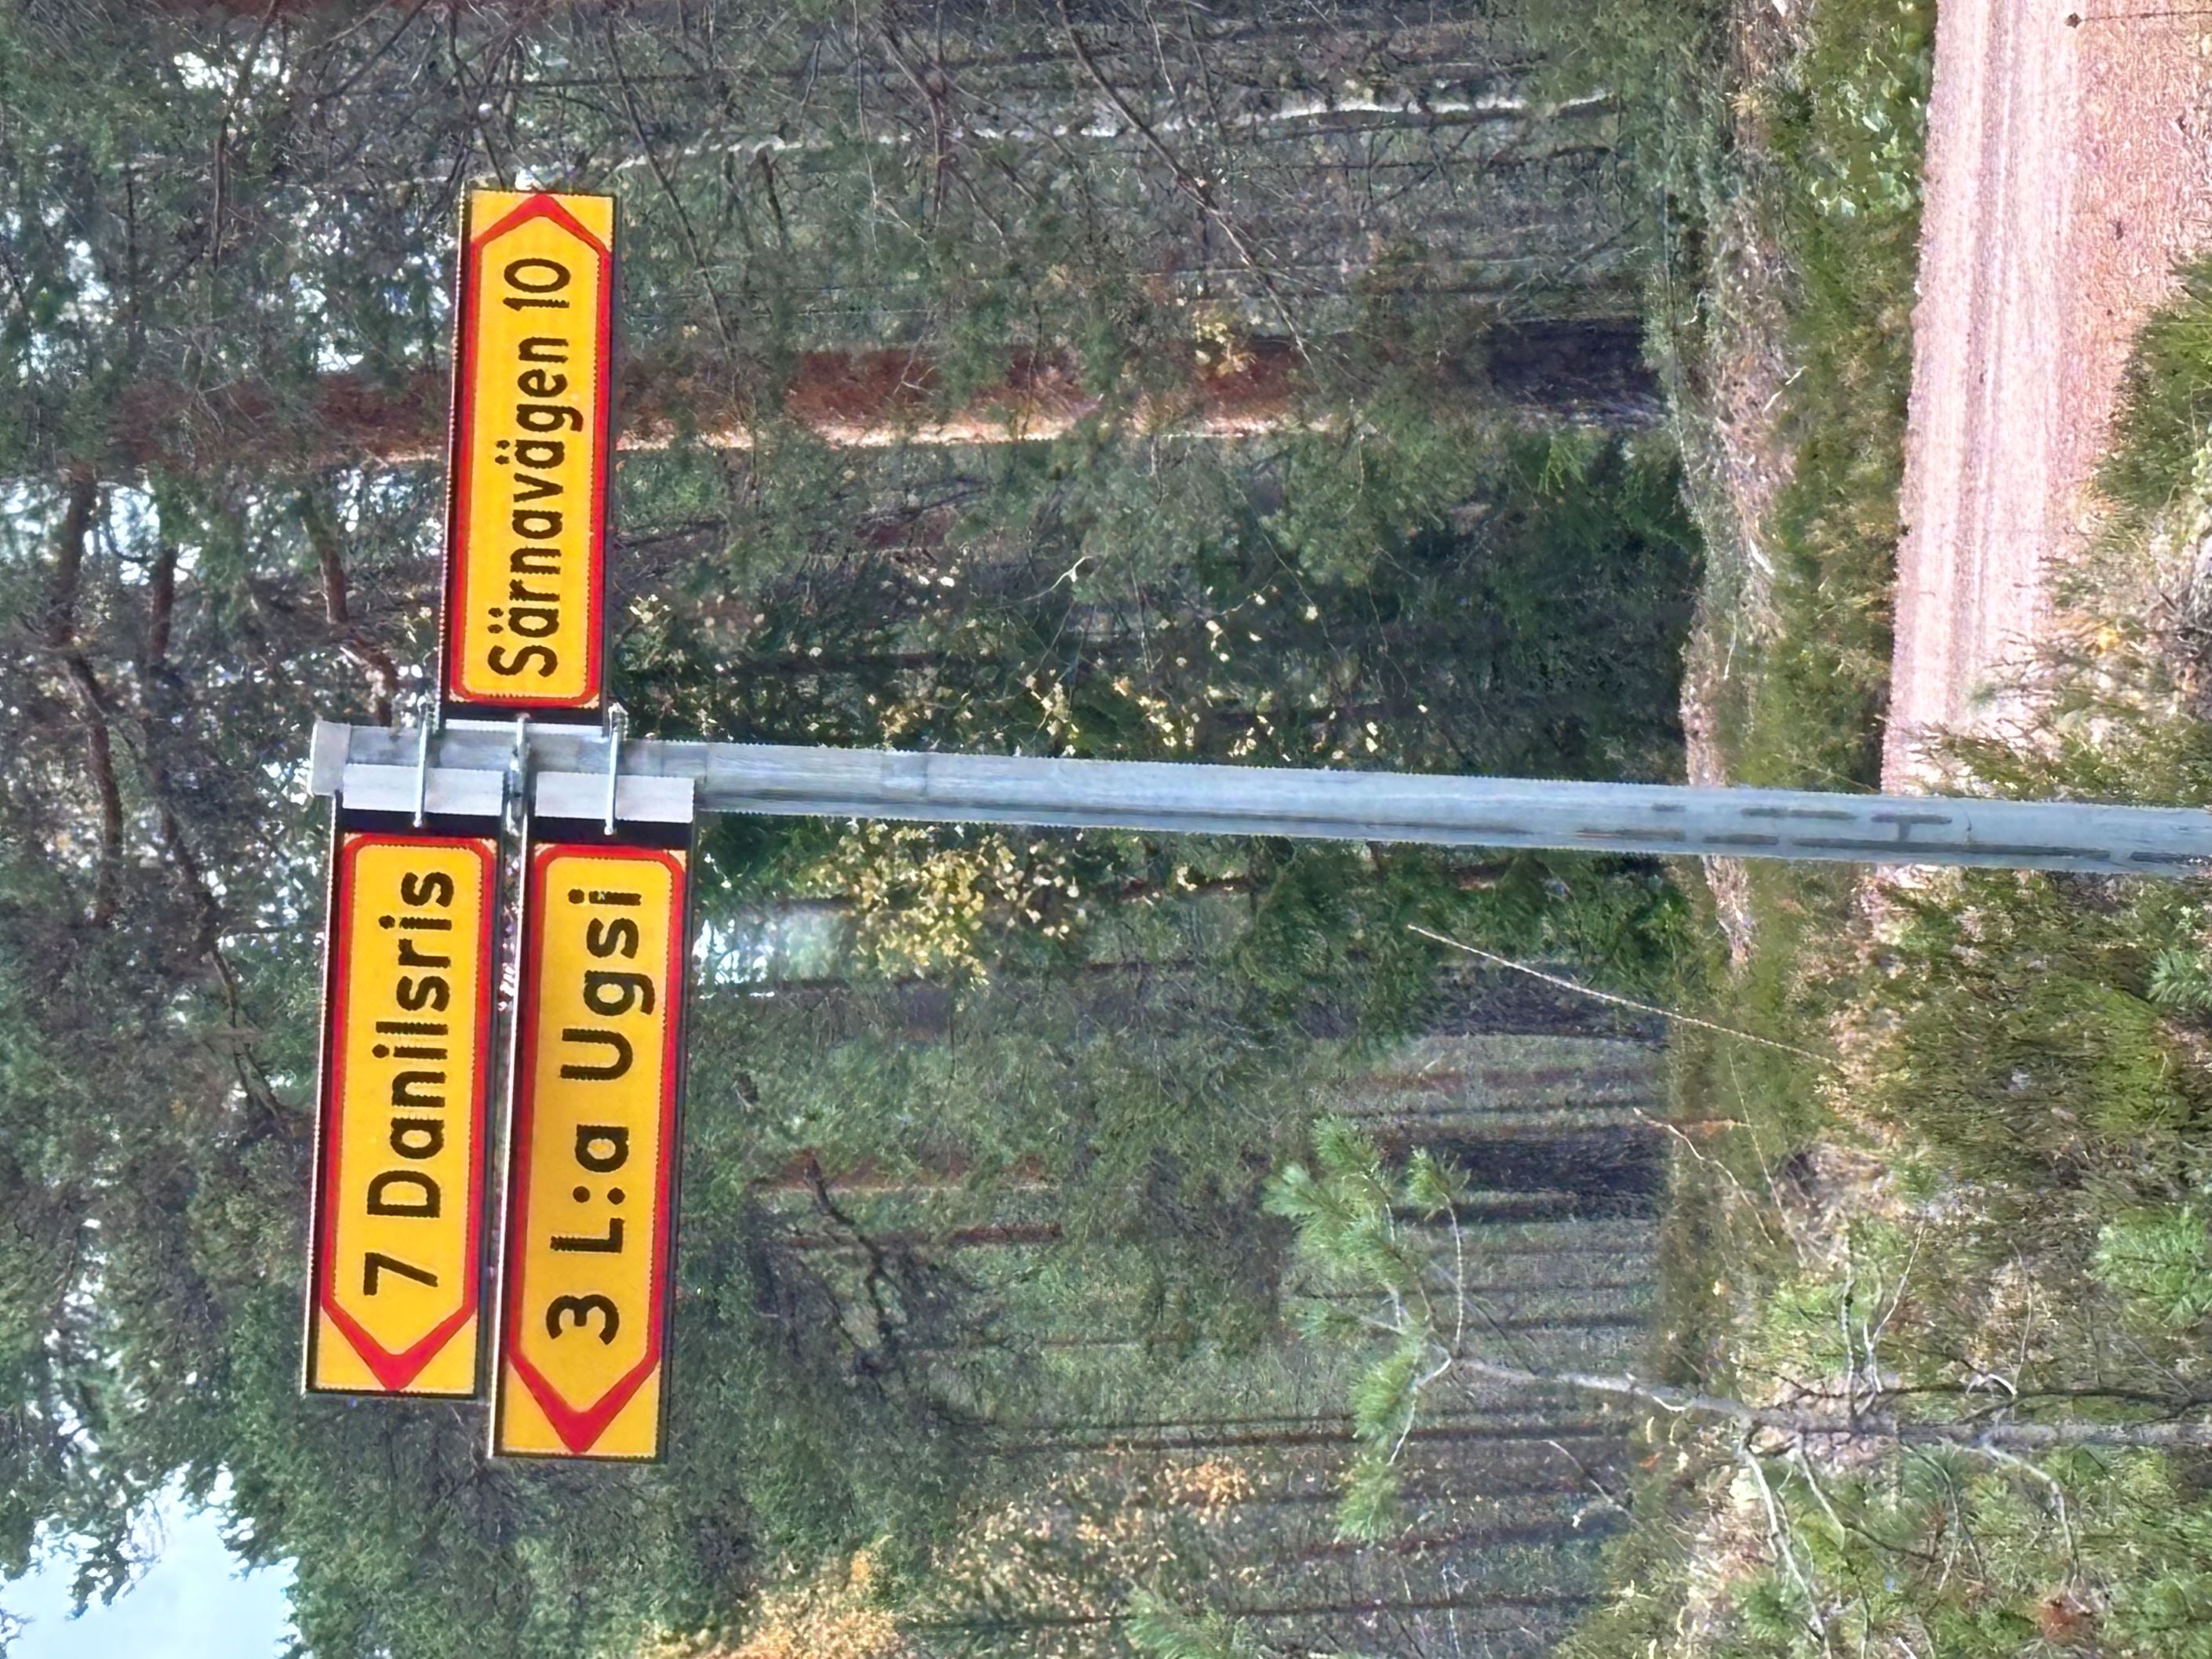 7 Danilsris
Särnavägen 10
3 L:a Ugsi